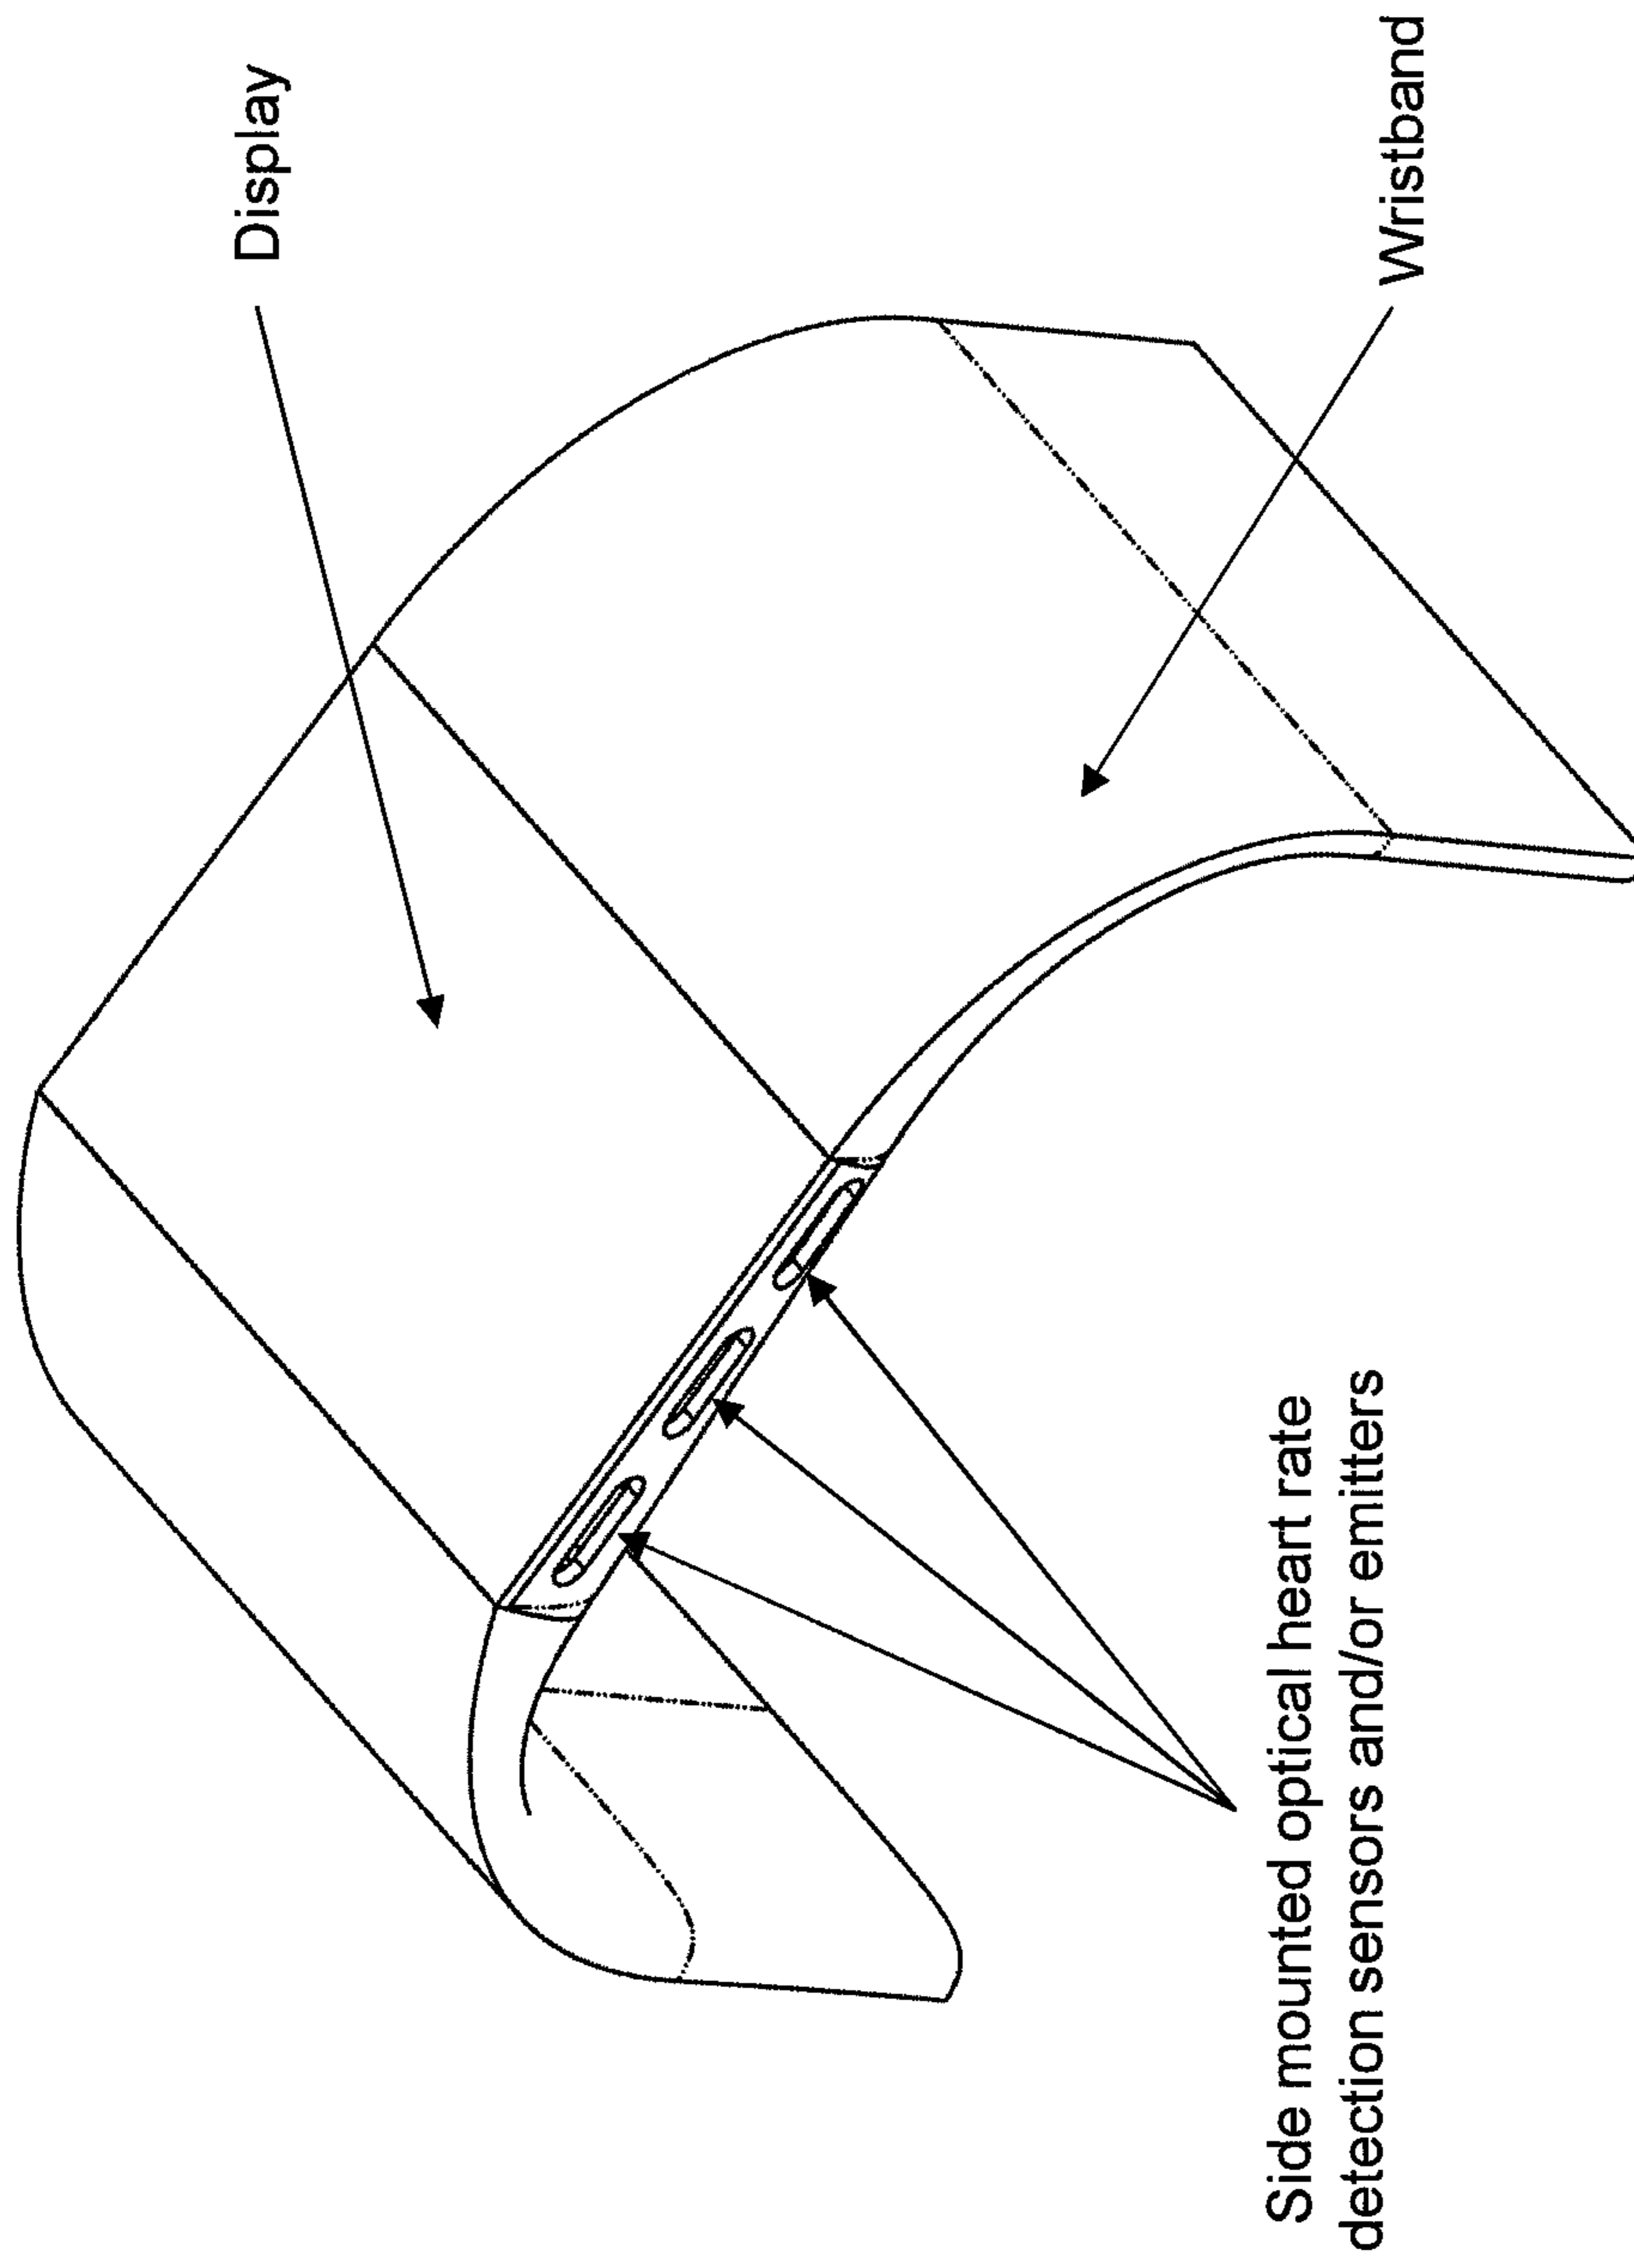 Display
Wristband
Side mounted optical heart rate
detection sensors and/or emitters